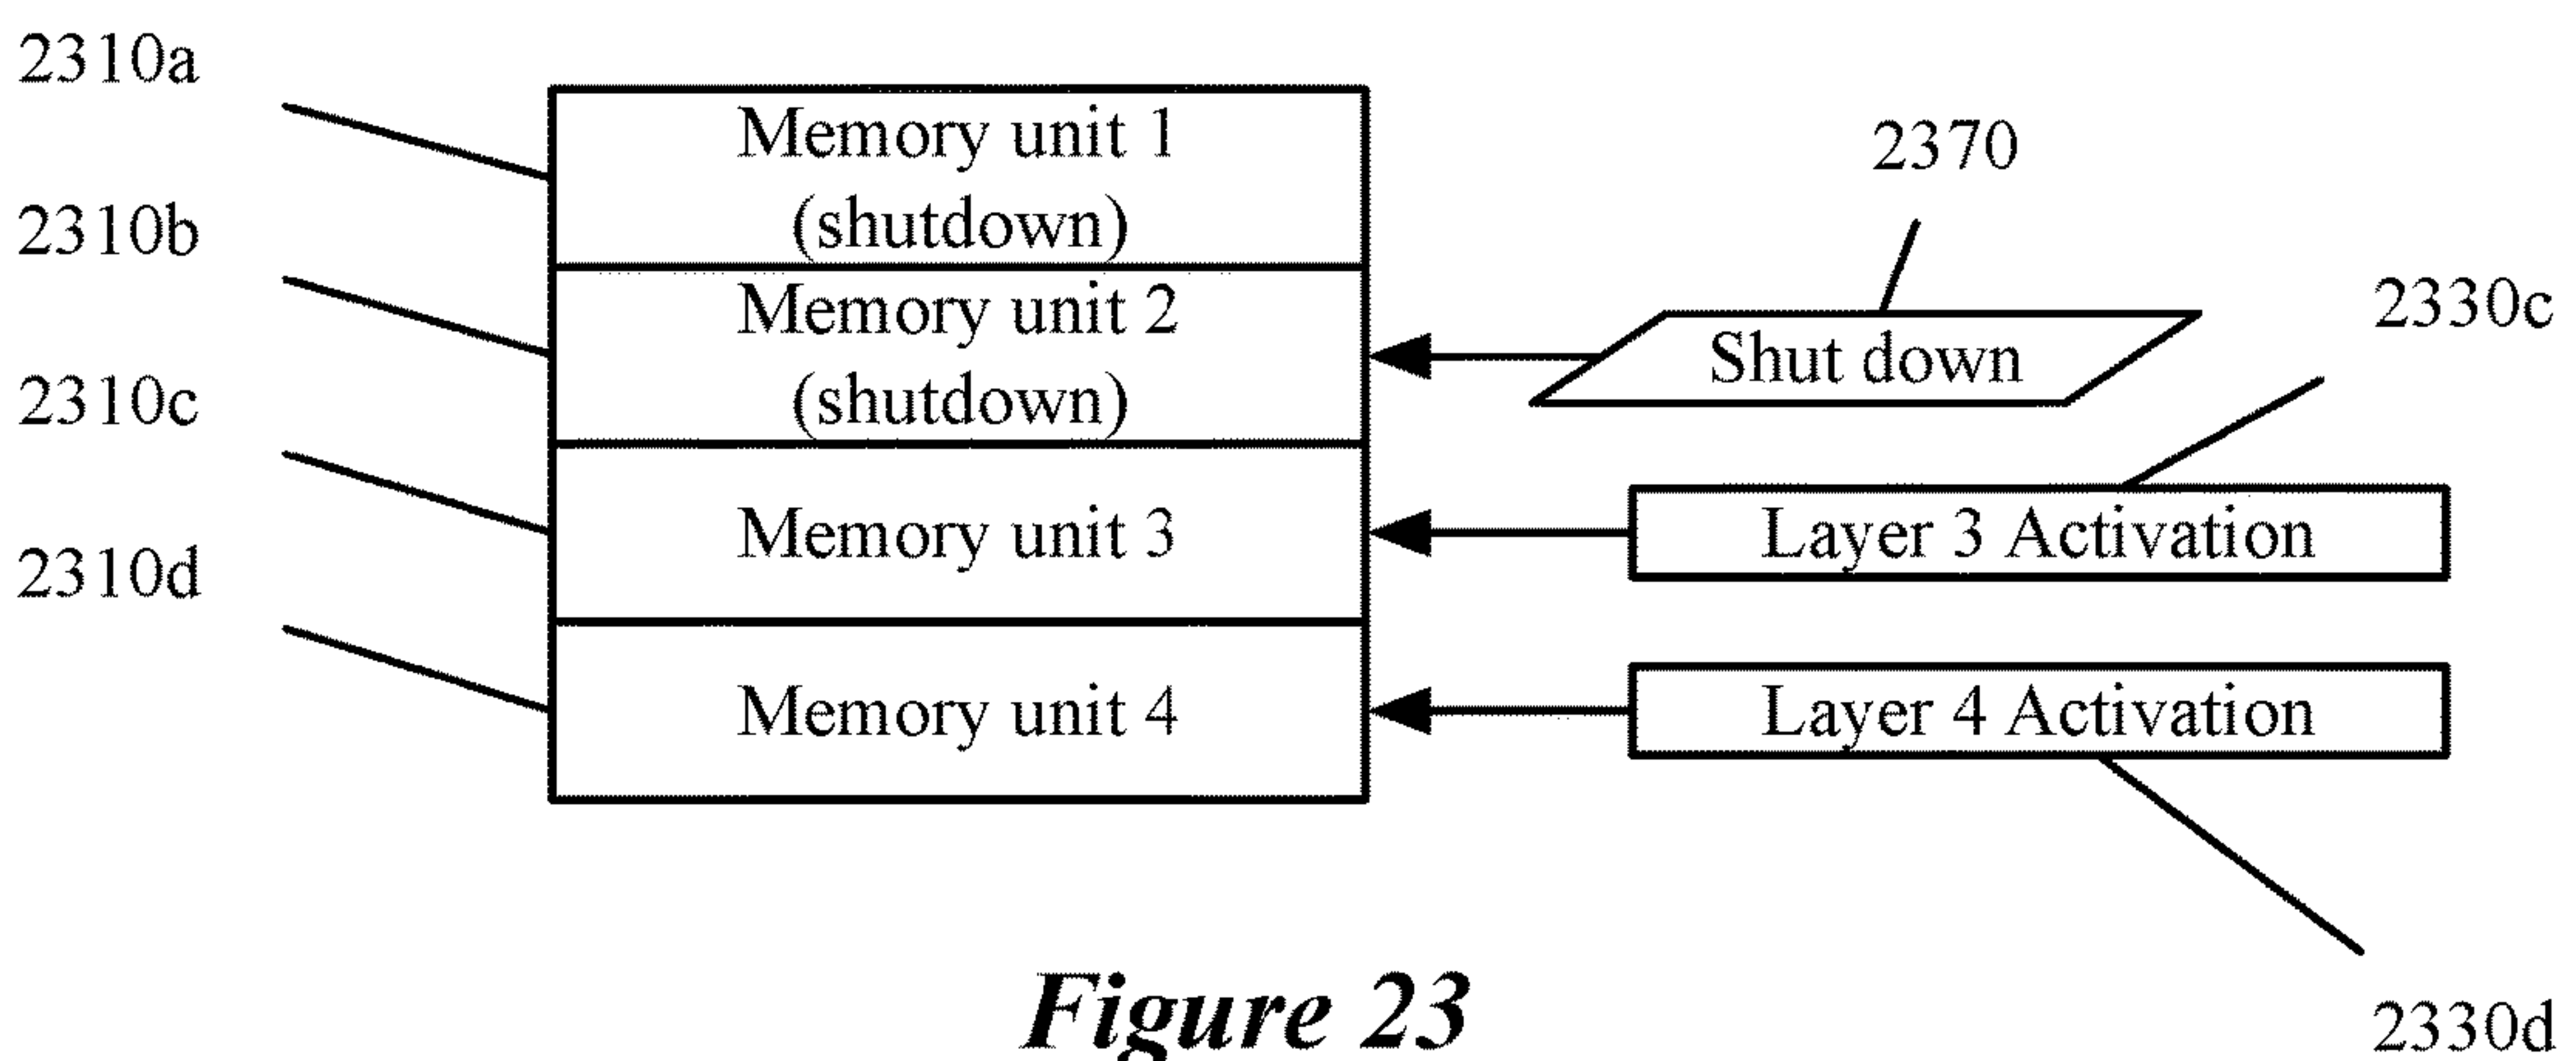 2310a
Memory unit 1
(shutdown)
2370
2310b
Memory unit 2
(shutdown)
Shut down
2330c
2310c
Memory unit 3
Layer 3 Activation
2310d
Memory unit 4
Layer 4 Activation
Figure 23
2330d